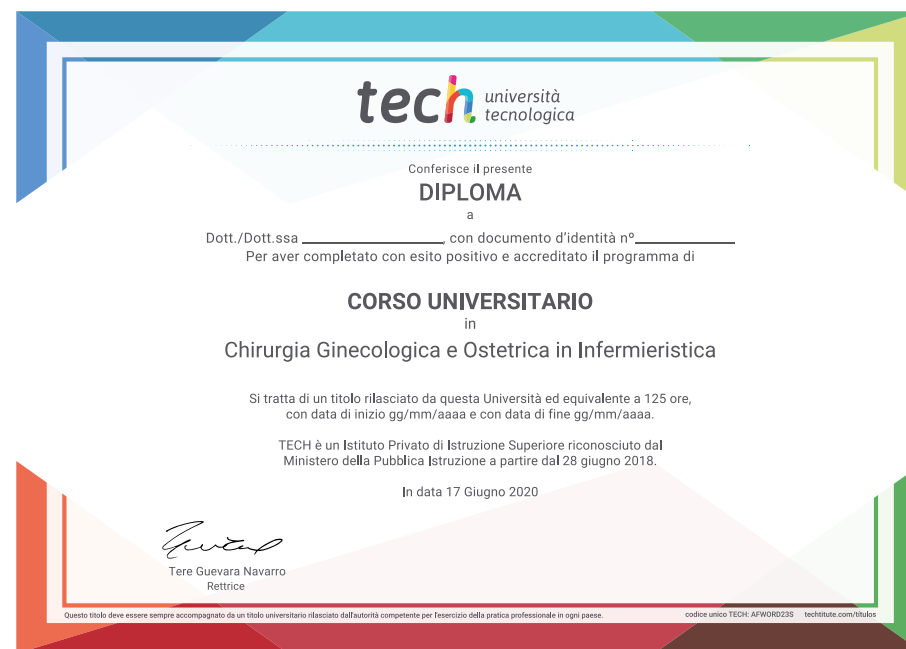 tech università
tecnologica
Conferisce il presente
DIPLOMA
a
Dott./Dott.ssa ____________________, con documento d'identità nº______________
Per aver completato con esito positivo e accreditato il programma di
CORSO UNIVERSITARIO
in
Chirurgia Ginecologica e Ostetrica in Infermieristica
Si tratta di un titolo rilasciato da questa Università ed equivalente a 125 ore,
con data di inizio gg/mm/aaaa e con data di fine gg/mm/aaaa.
TECH è un Istituto Privato di Istruzione Superiore riconosciuto dal
Ministero della Pubblica Istruzione a partire dal 28 giugno 2018.
In data 17 Giugno 2020
Tere Guevara Navarro
Rettrice
Questo titolo deve essere sempre accompagnato da un titolo universitario rilasciato dall'autorità competente per l'esercizio della pratica professionale in ogni paese. codice unico TECH: AFWORD23S techtitute.com/títulos